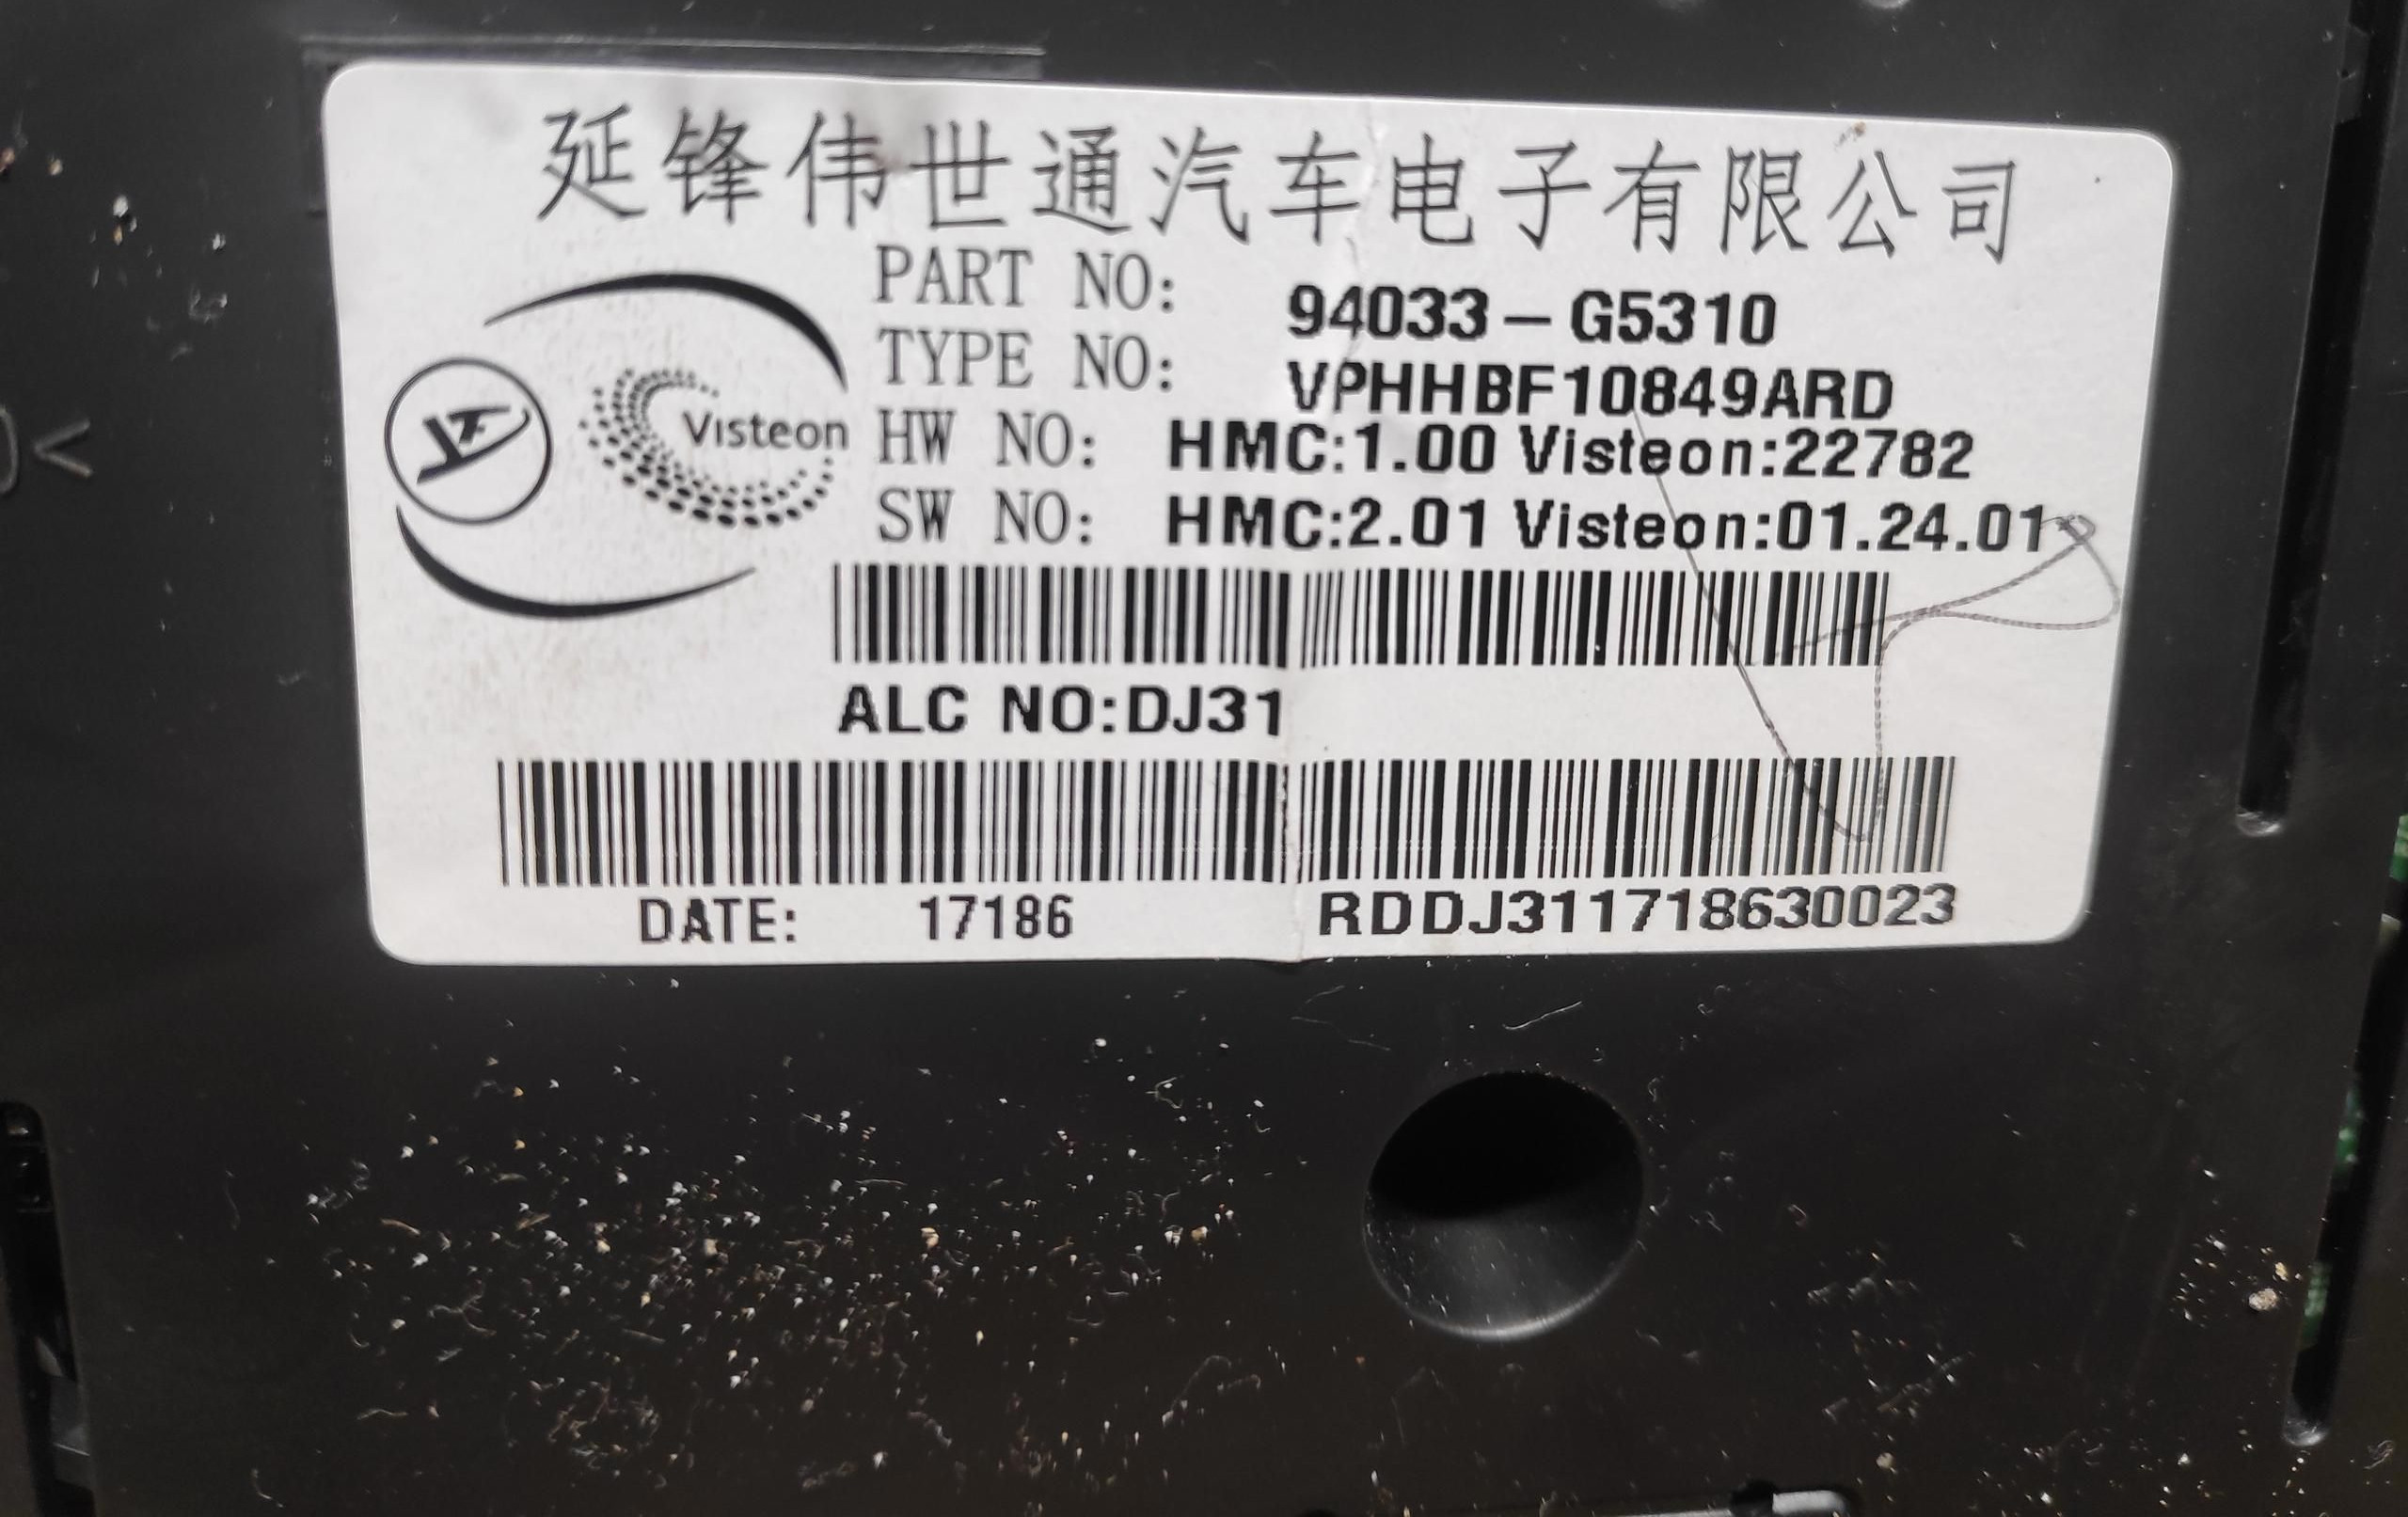 延锋伟世通汽车电子有限公司
PART NO: 94033-G5310
TYPE NO: VPHHBF10849ARD
Visteon
HW NO: HMC:1.00 Visteon:22782
SW NO: HMC:2.01 Visteon:01.24.01
ALC NO:DJ31
DATE: 17186 RDDJ311718630023